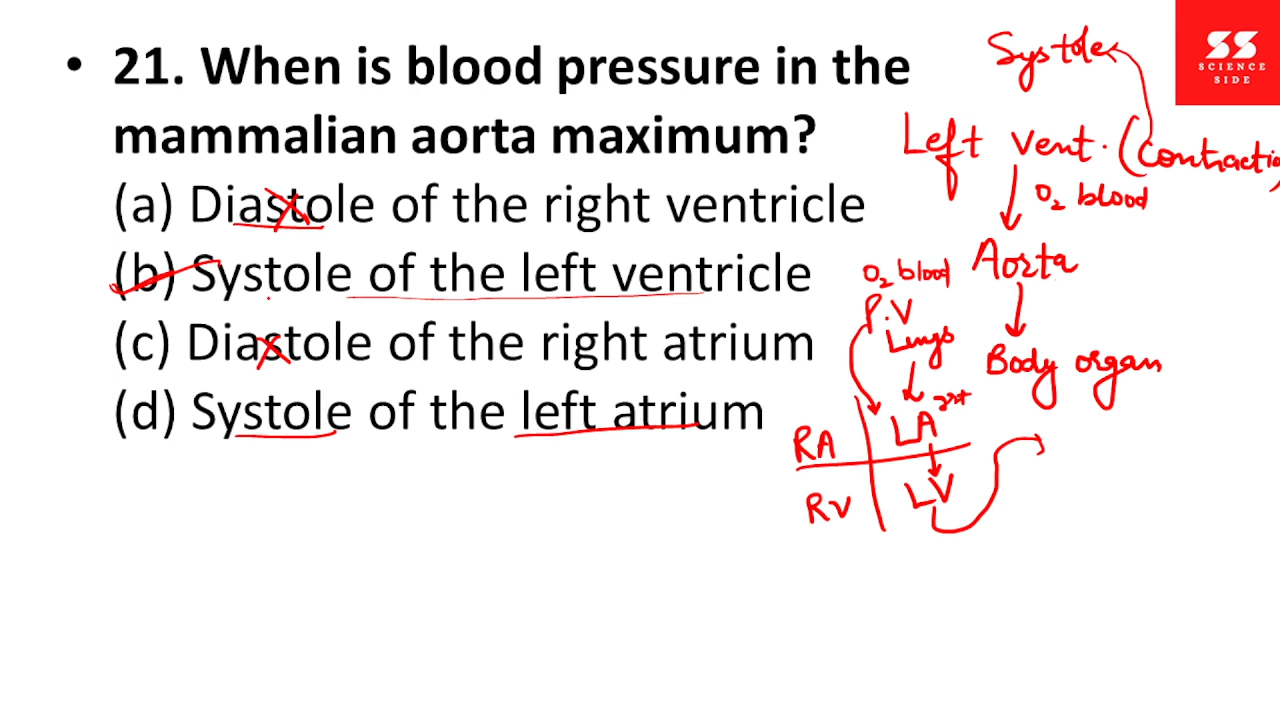 • 21. When is blood pressure in the
mammalian aorta maximum?
(a) Diastole of the right ventricle
(b) Systole of the left ventricle
(c) Diastole of the right atrium
(d) Systole of the left atrium
SS
SCIENCE
SIDE
Systole
Left vent. (Contraction)
O₂ blood
Aorta
Body organ
O₂ blood
P.V
Lungs
LA
RA
LV
RV